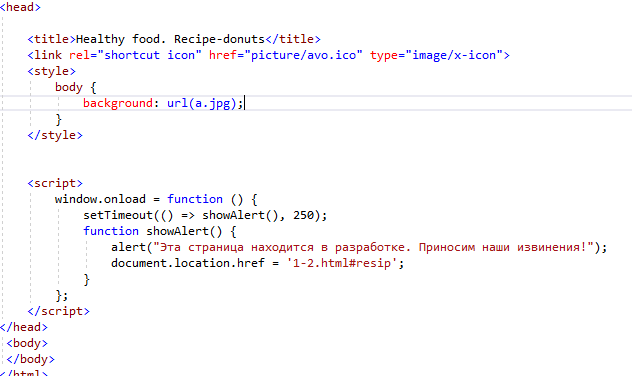 <head>
<title>Healthy food. Recipe-donuts</title>
<link rel="shortcut icon" href="picture/avo.ico" type="image/x-icon">
<style>
body {
background: url(a.jpg);
}
</style>
<script>
window.onload = function () {
setTimeout(() => showAlert(), 250);
function showAlert() {
alert("Эта страница находится в разработке. Приносим наши извинения!");
document.location.href = '1-2.html#resip';
}
};
</script>
</head>
<body>
</body>
</html>